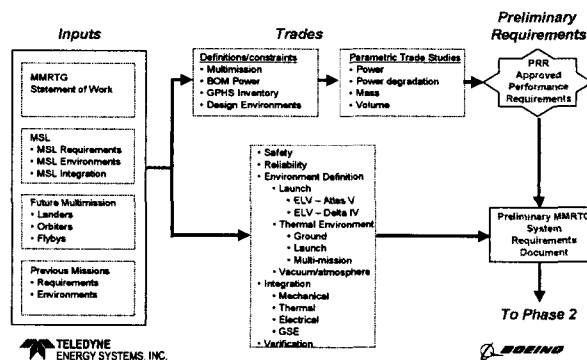 Inputs
Trades
Preliminary
Requirements
MMRTG
Statement of Work
MSL
• MSL Requirements
• MSL Environments
• MSL Integration
Future Multimission
• Landers
• Orbiters
• Flybys
Previous Missions
• Requirements
• Environments
Definitions/constraints
• Multimission
• BOM Power
• GPHS Inventory
• Design Environments
Parametric Trade Studies
• Power
• Power degradation
• Mass
• Volume
PRR
Approved
Performance
Requirements
• Safety
• Reliability
• Environment Definition
• Launch
• ELV – Atlas V
• ELV – Delta IV
• Thermal Environment
• Ground
• Launch
• Multi-mission
• Vacuum/atmosphere
• Integration
• Mechanical
• Thermal
• Electrical
• GSE
• Verification
Preliminary MMRTG
System
Requirements
Document
To Phase 2
TELEDYNE
ENERGY SYSTEMS, INC.
BOEING